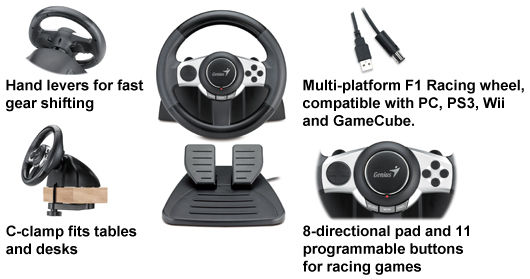 Hand levers for fast
gear shifting
Genius
Multi-platform F1 Racing wheel,
compatible with PC, PS3, Wii
and GameCube.
C-clamp fits tables
and desks
Genius
8-directional pad and 11
programmable buttons
for racing games